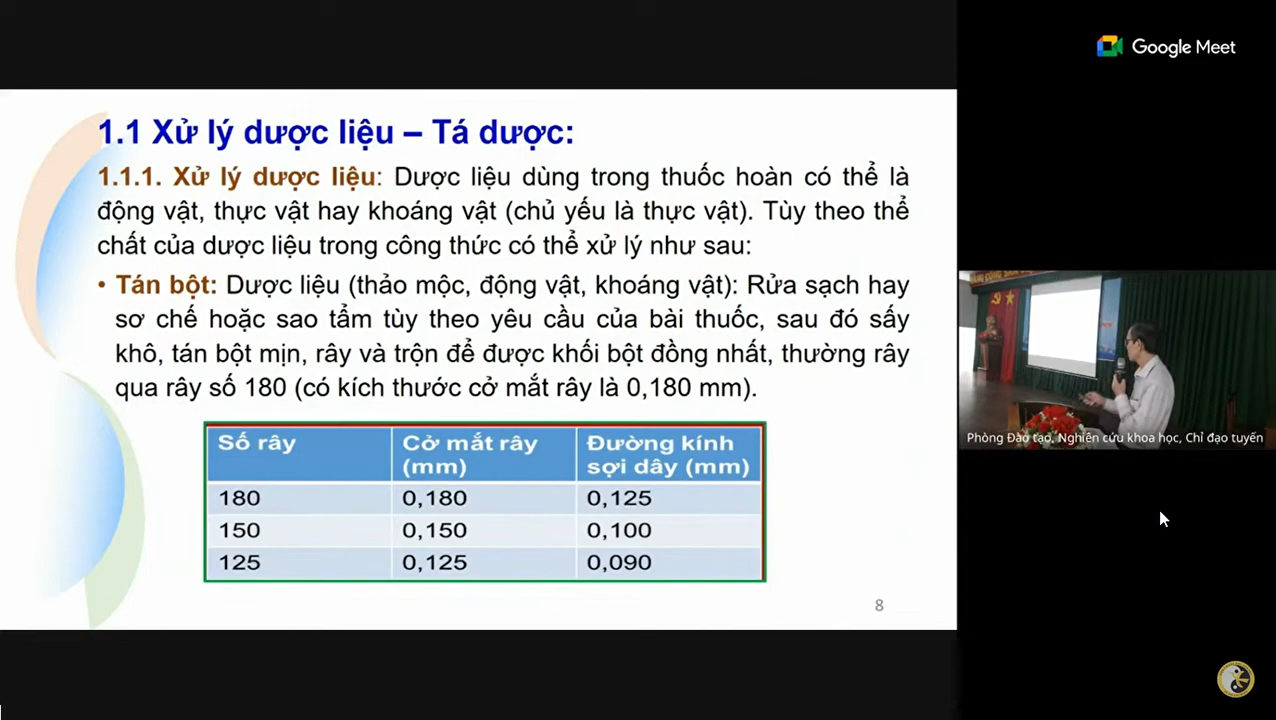 Google Meet
1.1 Xử lý dược liệu – Tá dược:
1.1.1. Xử lý dược liệu: Dược liệu dùng trong thuốc hoàn có thể là
động vật, thực vật hay khoáng vật (chủ yếu là thực vật). Tùy theo thể
chất của dược liệu trong công thức có thể xử lý như sau:
• Tán bột: Dược liệu (thảo mộc, động vật, khoáng vật): Rửa sạch hay
sơ chế hoặc sao tẩm tùy theo yêu cầu của bài thuốc, sau đó sấy
khô, tán bột mịn, rây và trộn để được khối bột đồng nhất, thường rây
qua rây số 180 (có kích thước cở mắt rây là 0,180 mm).
Số rây Cở mắt rây (mm) Đường kính sợi dây (mm)
180 0,180 0,125
150 0,150 0,100
125 0,125 0,090
8
Phòng Đào tạo, Nghiên cứu khoa học, Chỉ đạo tuyến